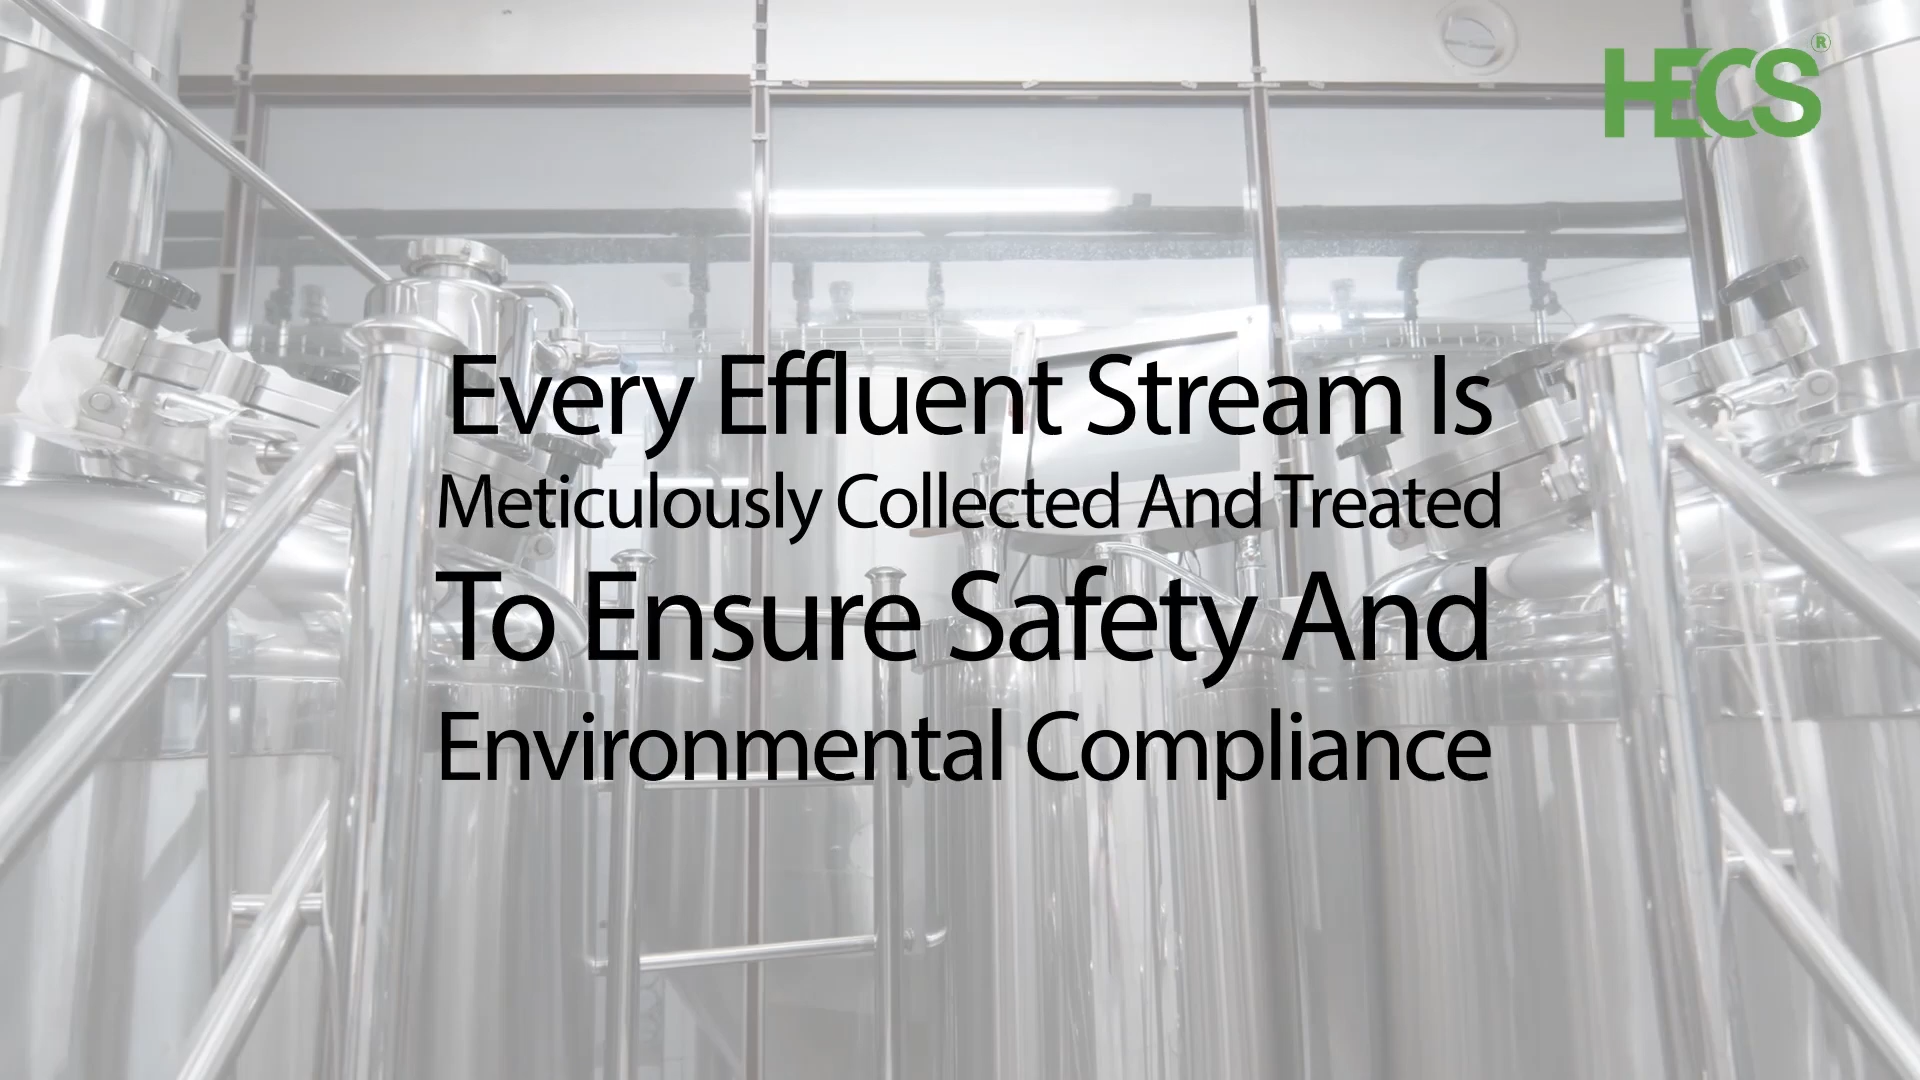 HECS®
Every Effluent Stream Is
Meticulously Collected And Treated
To Ensure Safety And
Environmental Compliance